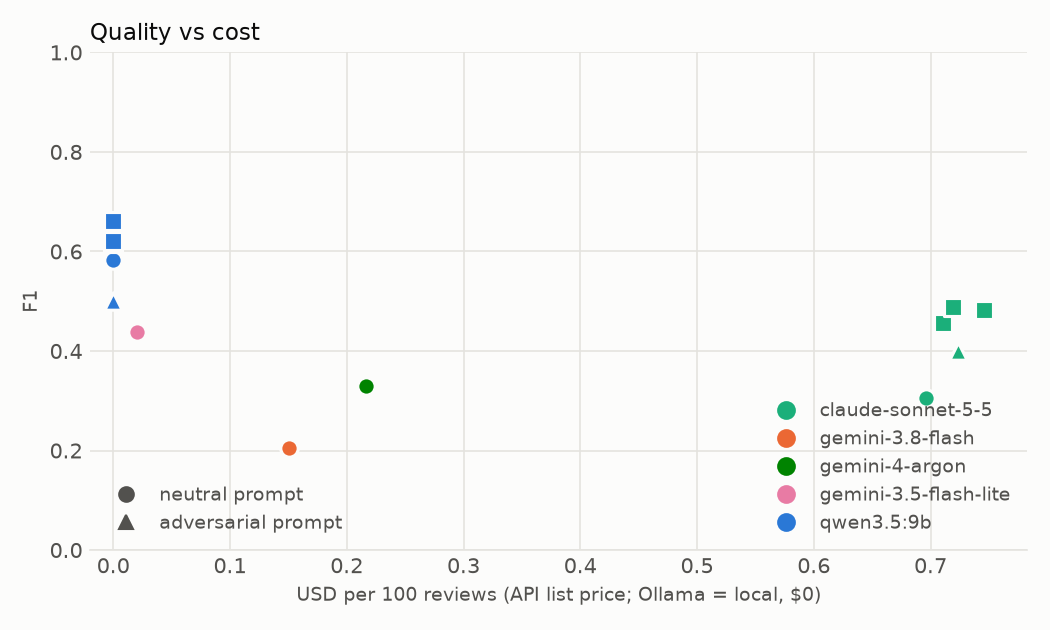 Quality vs cost
1.0
0.8
0.6
0.4
0.2
0.0
F1
neutral prompt
adversarial prompt
claude-sonnet-5-5
gemini-3.8-flash
gemini-4-argon
gemini-3.5-flash-lite
qwen3.5:9b
0.0 0.1 0.2 0.3 0.4 0.5 0.6 0.7
USD per 100 reviews (API list price; Ollama = local, $0)